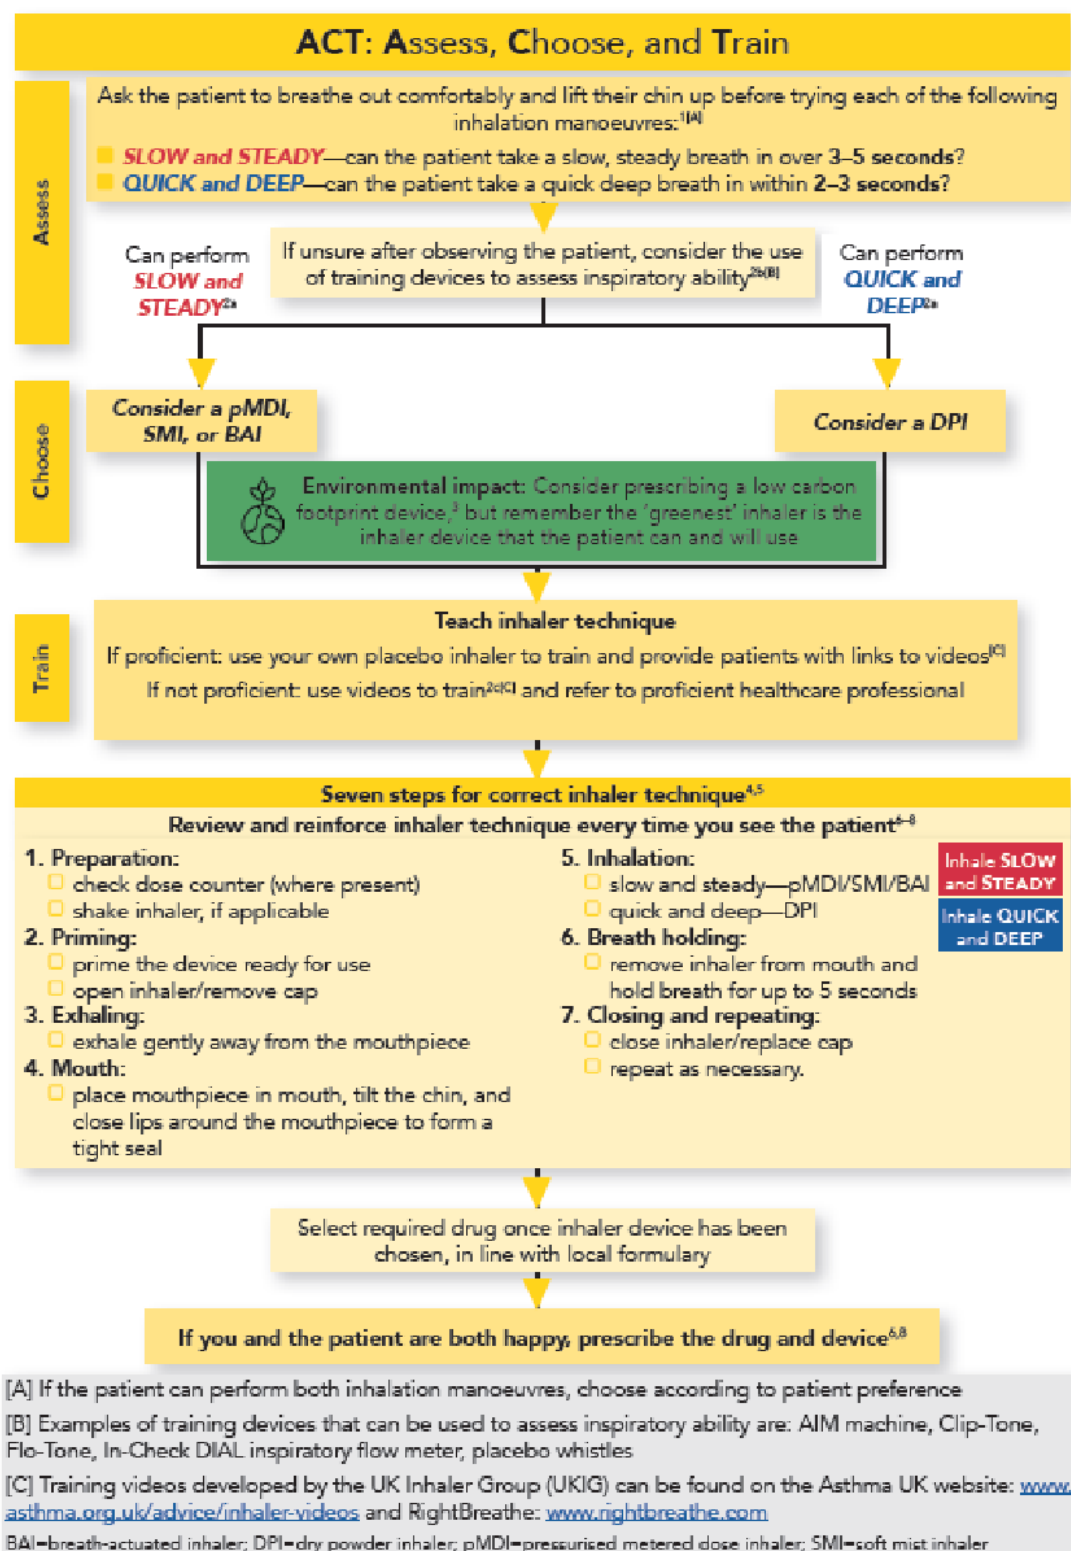 ACT: Assess, Choose, and Train
Assess
Ask the patient to breathe out comfortably and lift their chin up before trying each of the following
inhalation manoeuvres:1[A]
SLOW and STEADY—can the patient take a slow, steady breath in over 3–5 seconds?
QUICK and DEEP—can the patient take a quick deep breath in within 2–3 seconds?
Can perform
SLOW and
STEADY2a
If unsure after observing the patient, consider the use
of training devices to assess inspiratory ability2b[B]
Can perform
QUICK and
DEEP2a
Choose
Consider a pMDI,
SMI, or BAI
Consider a DPI
Environmental impact: Consider prescribing a low carbon
footprint device,3 but remember the ‘greenest’ inhaler is the
inhaler device that the patient can and will use
Train
Teach inhaler technique
If proficient: use your own placebo inhaler to train and provide patients with links to videos[C]
If not proficient: use videos to train2c[C] and refer to proficient healthcare professional
Seven steps for correct inhaler technique4,5
Review and reinforce inhaler technique every time you see the patient6–8
1. Preparation:
check dose counter (where present)
shake inhaler, if applicable
2. Priming:
prime the device ready for use
open inhaler/remove cap
3. Exhaling:
exhale gently away from the mouthpiece
4. Mouth:
place mouthpiece in mouth, tilt the chin, and
close lips around the mouthpiece to form a
tight seal
5. Inhalation:
slow and steady—pMDI/SMI/BAI
quick and deep—DPI
6. Breath holding:
remove inhaler from mouth and
hold breath for up to 5 seconds
7. Closing and repeating:
close inhaler/replace cap
repeat as necessary.
Inhale SLOW
and STEADY
Inhale QUICK
and DEEP
Select required drug once inhaler device has been
chosen, in line with local formulary
If you and the patient are both happy, prescribe the drug and device6,8
[A] If the patient can perform both inhalation manoeuvres, choose according to patient preference
[B] Examples of training devices that can be used to assess inspiratory ability are: AIM machine, Clip-Tone,
Flo-Tone, In-Check DIAL inspiratory flow meter, placebo whistles
[C] Training videos developed by the UK Inhaler Group (UKIG) can be found on the Asthma UK website: www.
asthma.org.uk/advice/inhaler-videos and RightBreathe: www.rightbreathe.com
BAI=breath-actuated inhaler; DPI=dry powder inhaler; pMDI=pressurised metered dose inhaler; SMI=soft mist inhaler